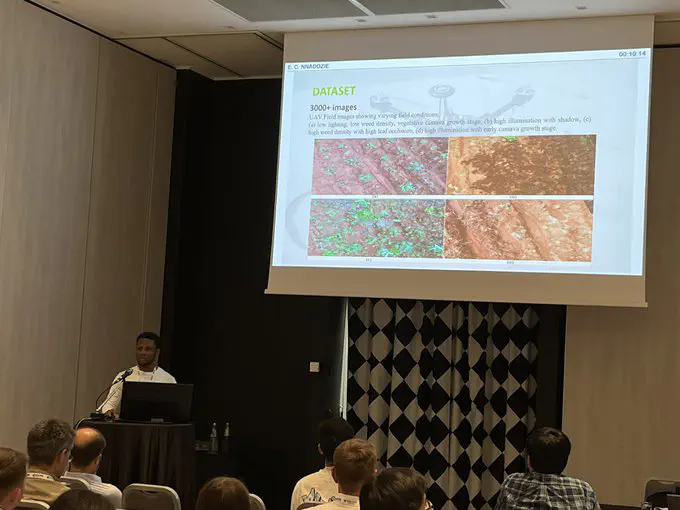 E. C. NNADOZIE
00:10:14
DATASET
3000+ images
UAV Field images showing varying field conditions
(a) low lighting, low weed density, vegetative cassava growth stage, (b) high illumination with shadow, (c)
high weed density with high leaf occlusion, (d) high illumination with early cassava growth stage.
(a)
(b)
(c)
(d)